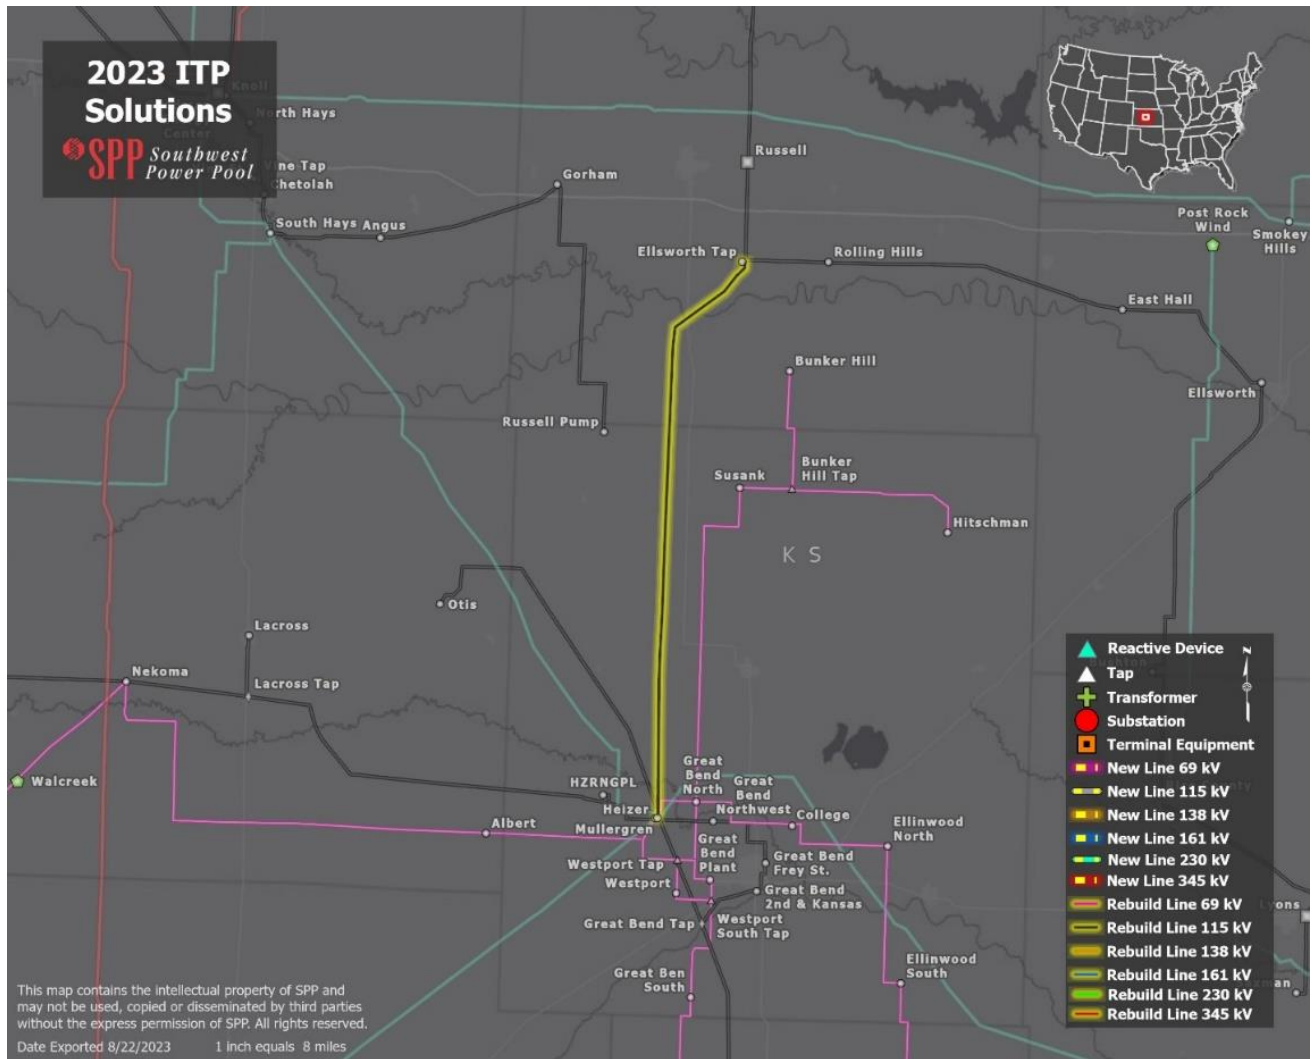 2023 ITP
Solutions
SPP Southwest
Power Pool
Knoll
North Hays
Center
Vine Tap
Chetolah
South Hays
Angus
Gorham
Russell
Ellsworth Tap
Rolling Hills
Post Rock
Wind
Smokey
Hills
East Hall
Ellsworth
Bunker Hill
Russell Pump
Susank
Bunker
Hill Tap
Hitschman
K S
Otis
Lacross
Nekoma
Lacross Tap
Walcreek
HZRNGPL
Heizer
Mullergren
Great
Bend
North
Great
Bend
Northwest
College
Ellinwood
North
Albert
Westport Tap
Great
Bend
Plant
Great Bend
Frey St.
Westport
Great Bend
2nd & Kansas
Great Bend Tap
Westport
South Tap
Great Ben
South
Ellinwood
South
Lyons
Reactive Device
N
Tap
Transformer
Substation
Terminal Equipment
New Line 69 kV
New Line 115 kV
New Line 138 kV
New Line 161 kV
New Line 230 kV
New Line 345 kV
Rebuild Line 69 kV
Rebuild Line 115 kV
Rebuild Line 138 kV
Rebuild Line 161 kV
Rebuild Line 230 kV
Rebuild Line 345 kV
This map contains the intellectual property of SPP and
may not be used, copied or disseminated by third parties
without the express permission of SPP. All rights reserved.
Date Exported 8/22/2023 1 inch equals 8 miles